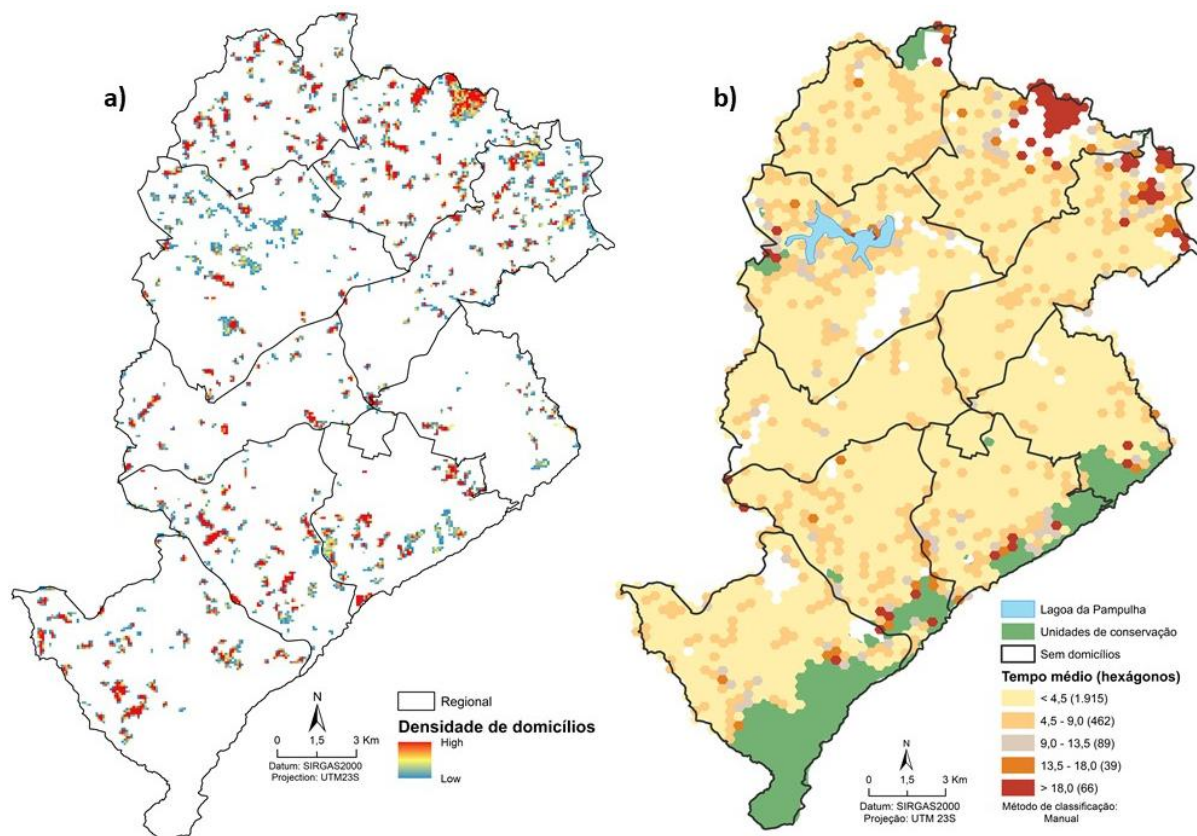 a)
N
0 1,5 3 Km
Datum: SIRGAS2000
Projection: UTM23S
Regional
Densidade de domicílios
High
Low
b)
N
0 1,5 3 Km
Datum: SIRGAS2000
Projeção: UTM 23S
Lagoa da Pampulha
Unidades de conservação
Sem domicílios
Tempo médio (hexágonos)
< 4,5 (1.915)
4,5 - 9,0 (462)
9,0 - 13,5 (89)
13,5 - 18,0 (39)
> 18,0 (66)
Método de classificação:
Manual